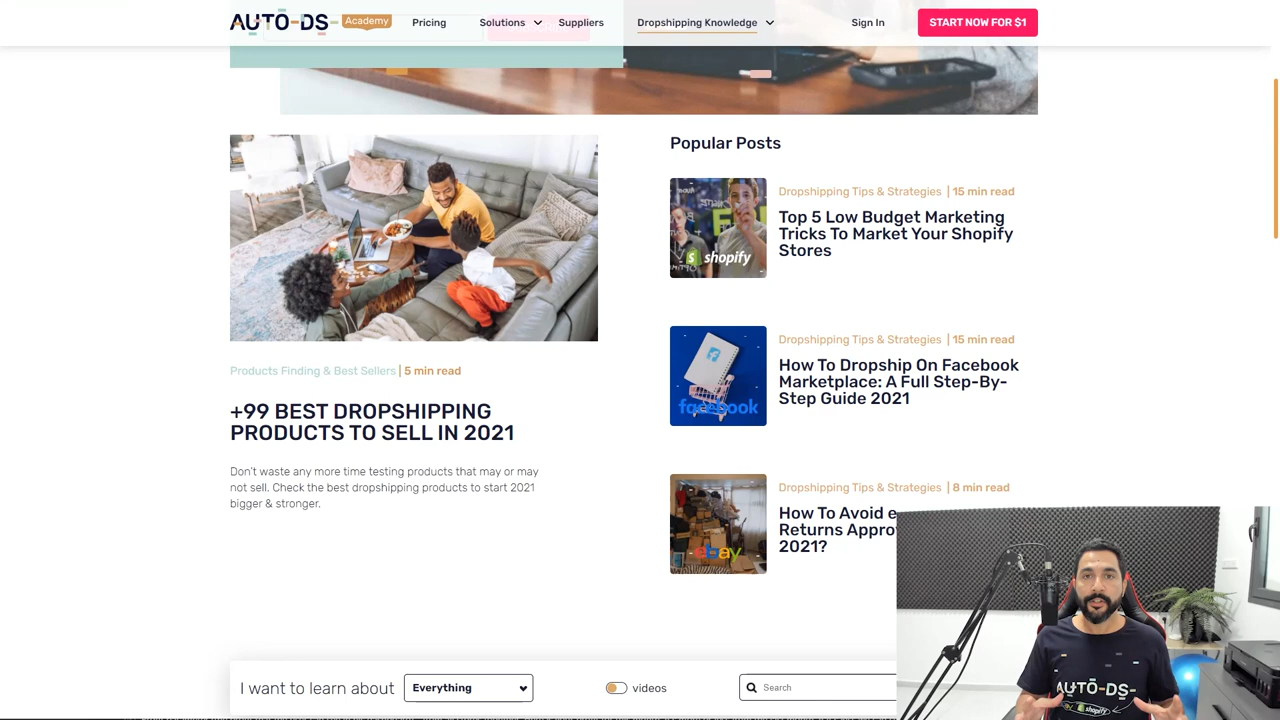 AUTO-DS- Academy Pricing Solutions Suppliers Dropshipping Knowledge Sign In START NOW FOR $1
Popular Posts
Dropshipping Tips & Strategies | 15 min read
Top 5 Low Budget Marketing
Tricks To Market Your Shopify
Stores
shopify
Dropshipping Tips & Strategies | 15 min read
How To Dropship On Facebook
Marketplace: A Full Step-By-
Step Guide 2021
facebook
Products Finding & Best Sellers | 5 min read
+99 BEST DROPSHIPPING
PRODUCTS TO SELL IN 2021
Don't waste any more time testing products that may or may
not sell. Check the best dropshipping products to start 2021
bigger & stronger.
Dropshipping Tips & Strategies | 8 min read
How To Avoid
Returns
2021?
ebay
I want to learn about Everything videos Search
AUTO-DS-
shopify